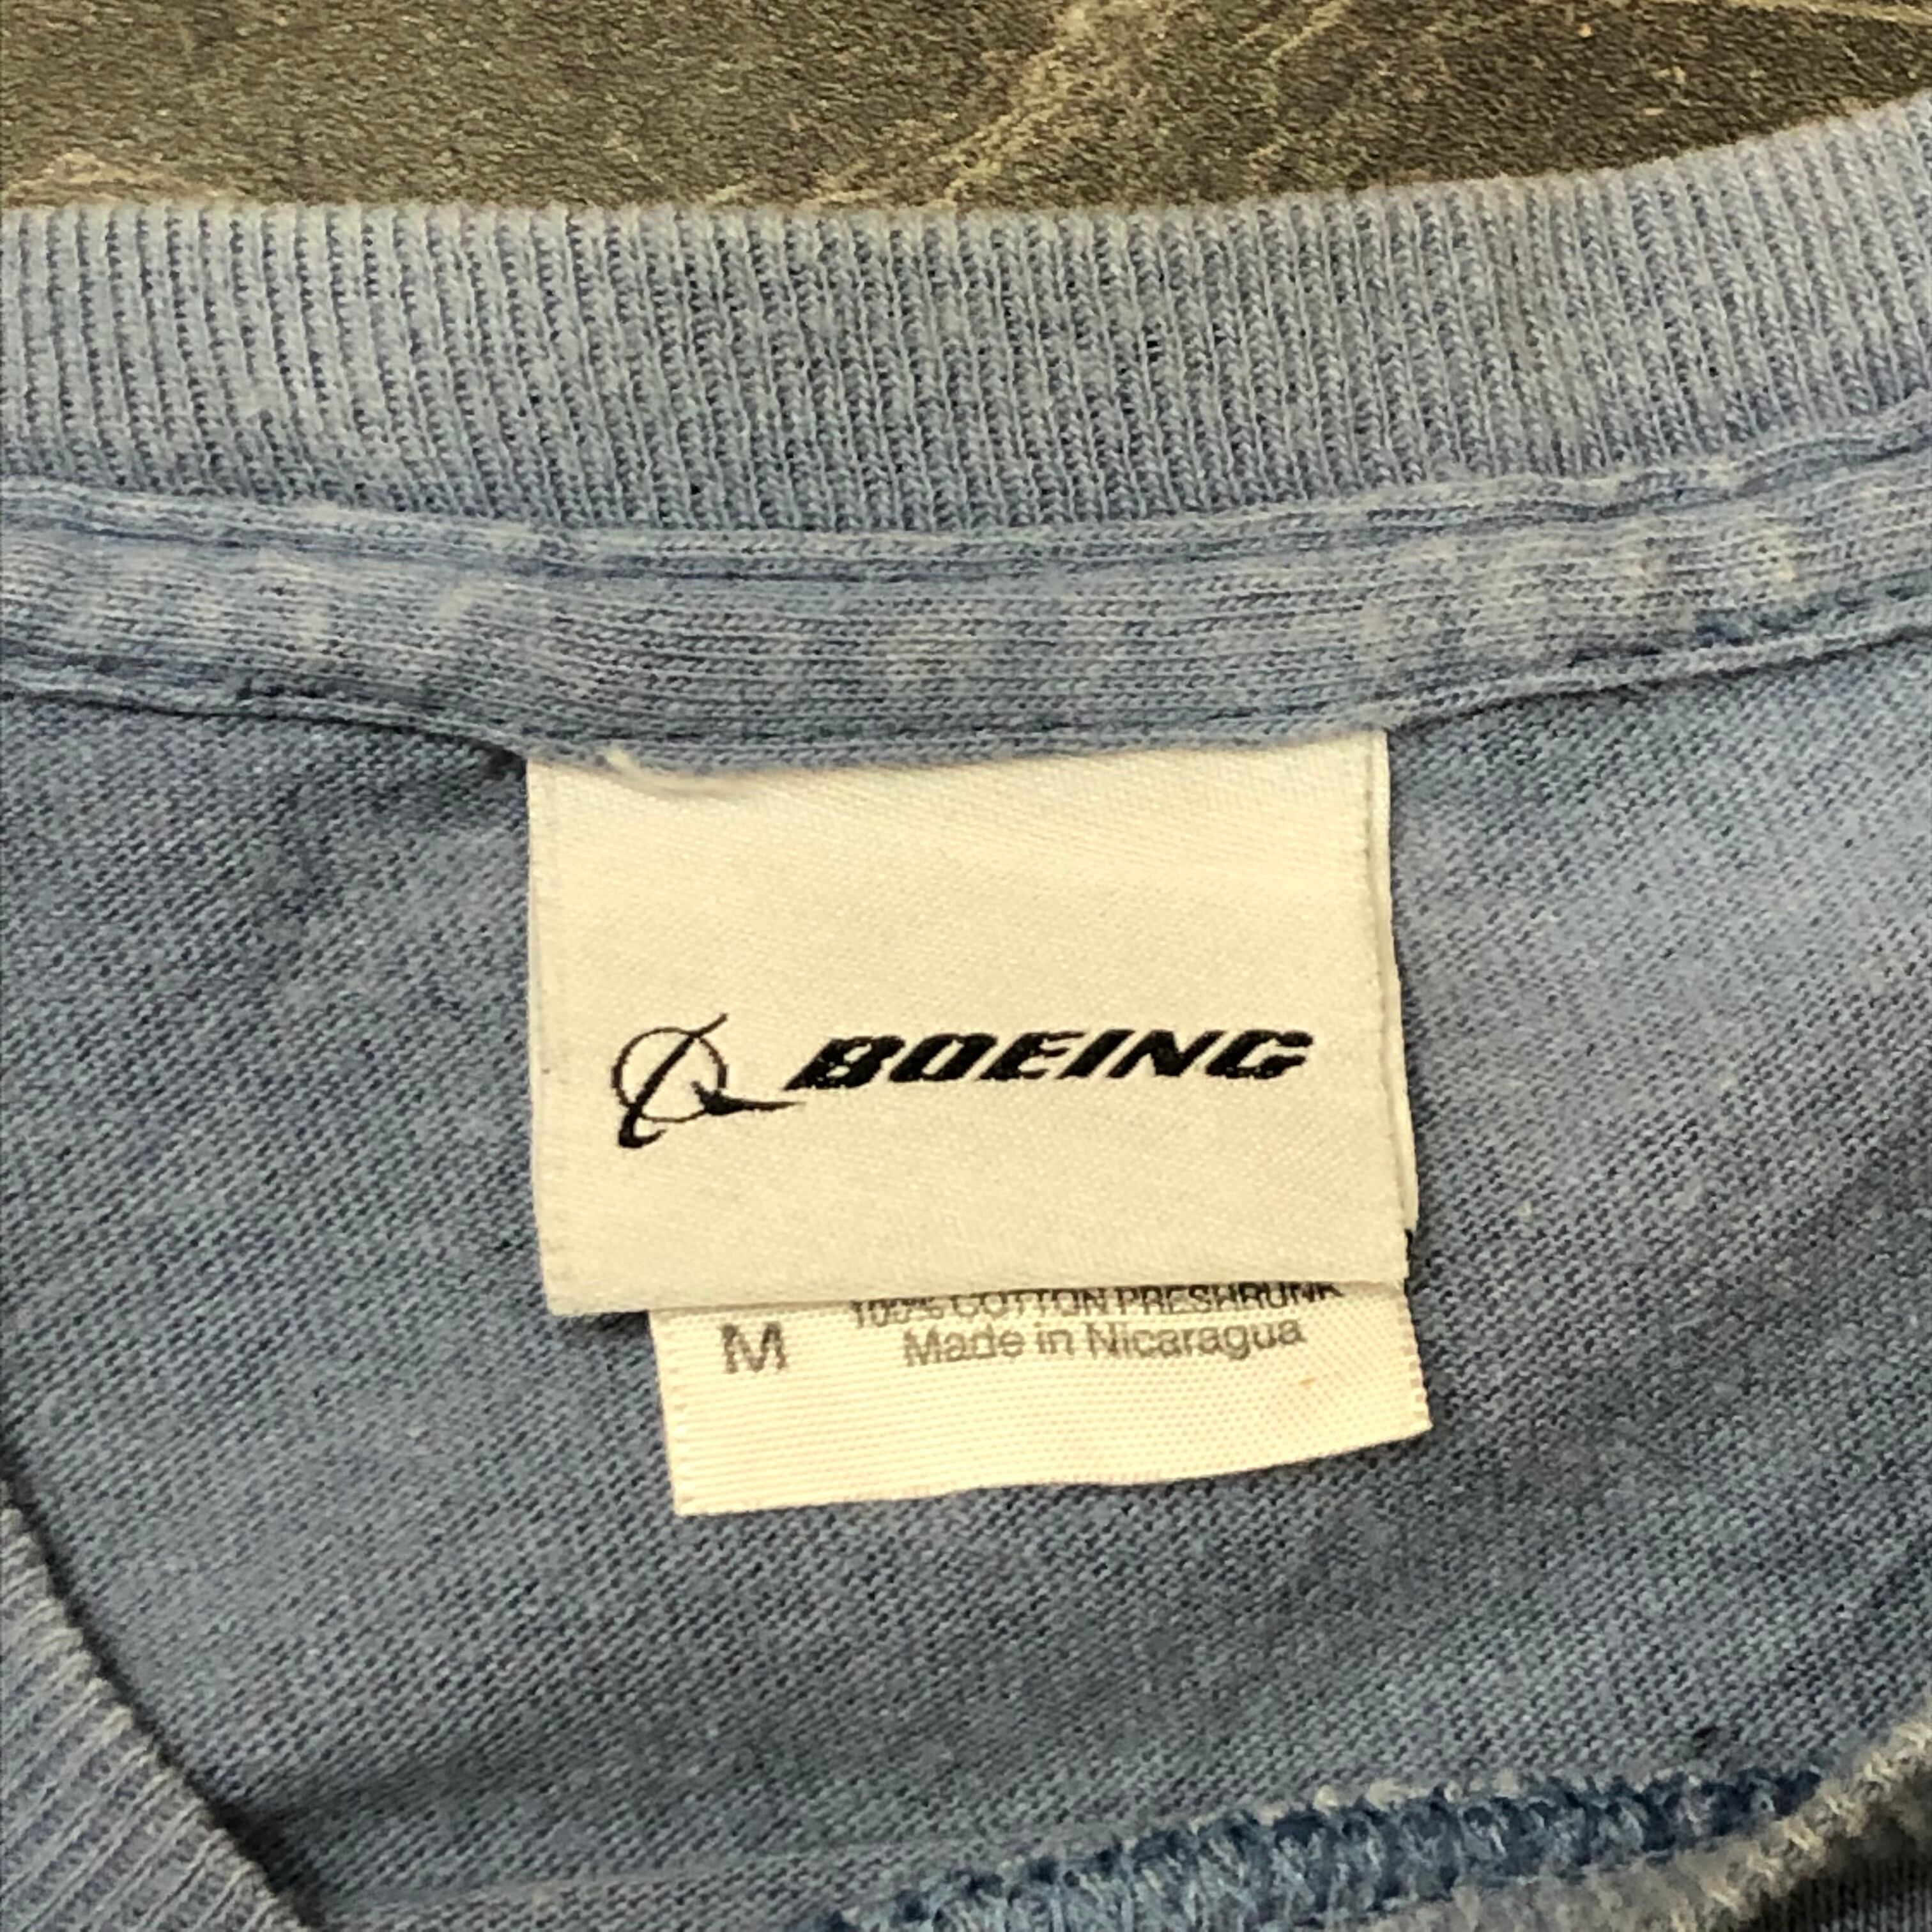 BOEING
100% COTTON PRESHRUNK
M Made in Nicaragua